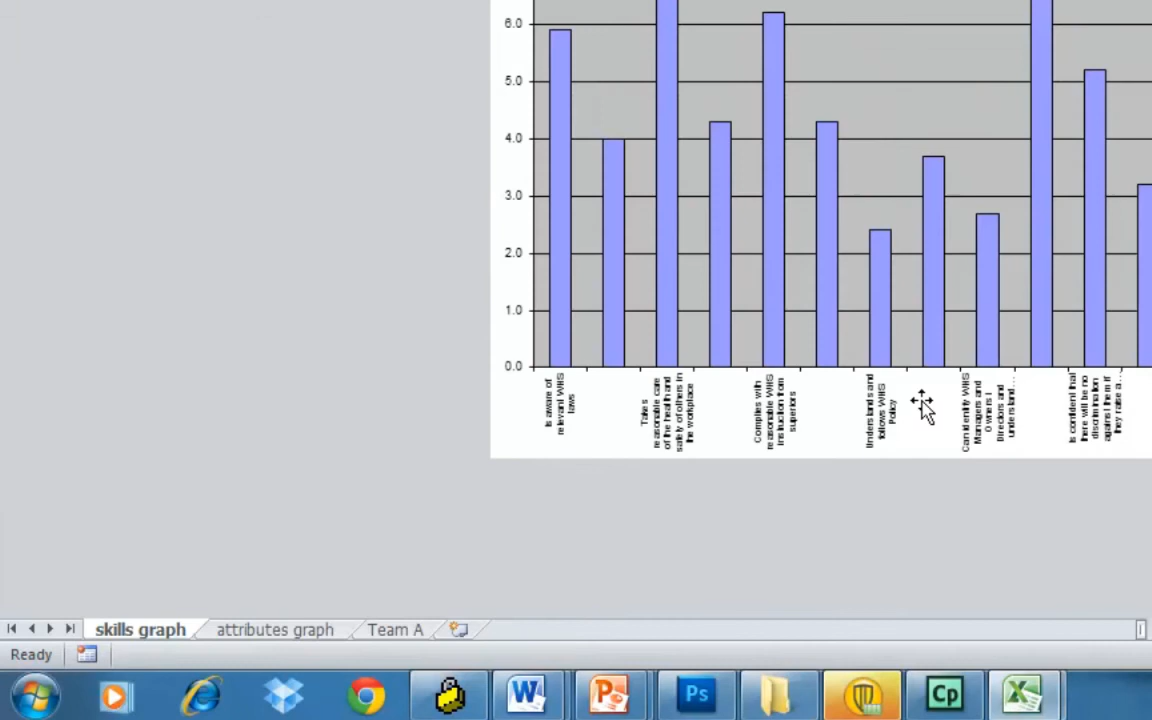 6.0
5.0
4.0
3.0
2.0
1.0
0.0
Is aware of
relevant WHS
laws
Takes
reasonable care
of the health and
safety of others in
the workplace
Complies with
reasonable WHS
instruction from
superiors
Understands and
follows WHS
Policy
Can identify WHS
Managers and
Owners /
Directors and
understand...
Is confident that
there will be no
discrimination
against them if
they raise a...
skills graph
attributes graph
Team A
Ready
W
P
Ps
Cp
X